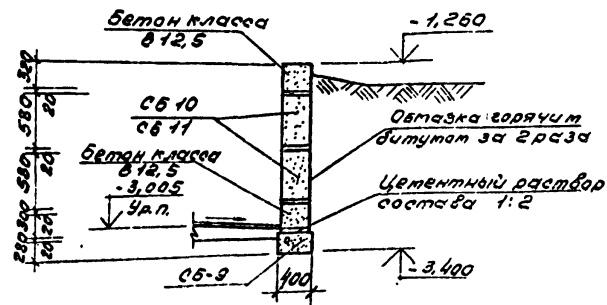 Бетон класса
В 12,5
-1,260
320
20
580
СБ 10
СБ 11
20
580
Обмазка горячим
битумом за 2 раза
Бетон класса
В 12,5
-3,005
Ур.п.
Цементный раствор
состава 1:2
300
20
280
20
СБ-9
400
-3,400